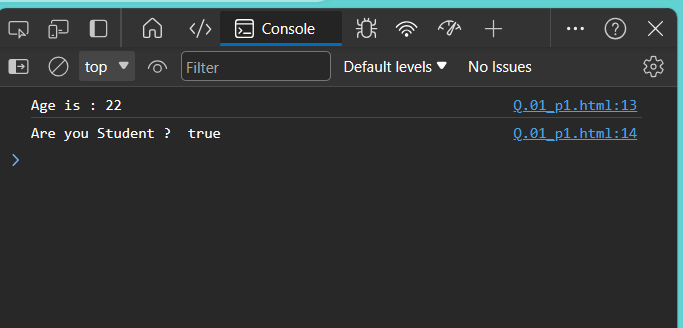 Console
top Filter Default levels No Issues
Age is : 22 Q.01_p1.html:13
Are you Student ?  true Q.01_p1.html:14